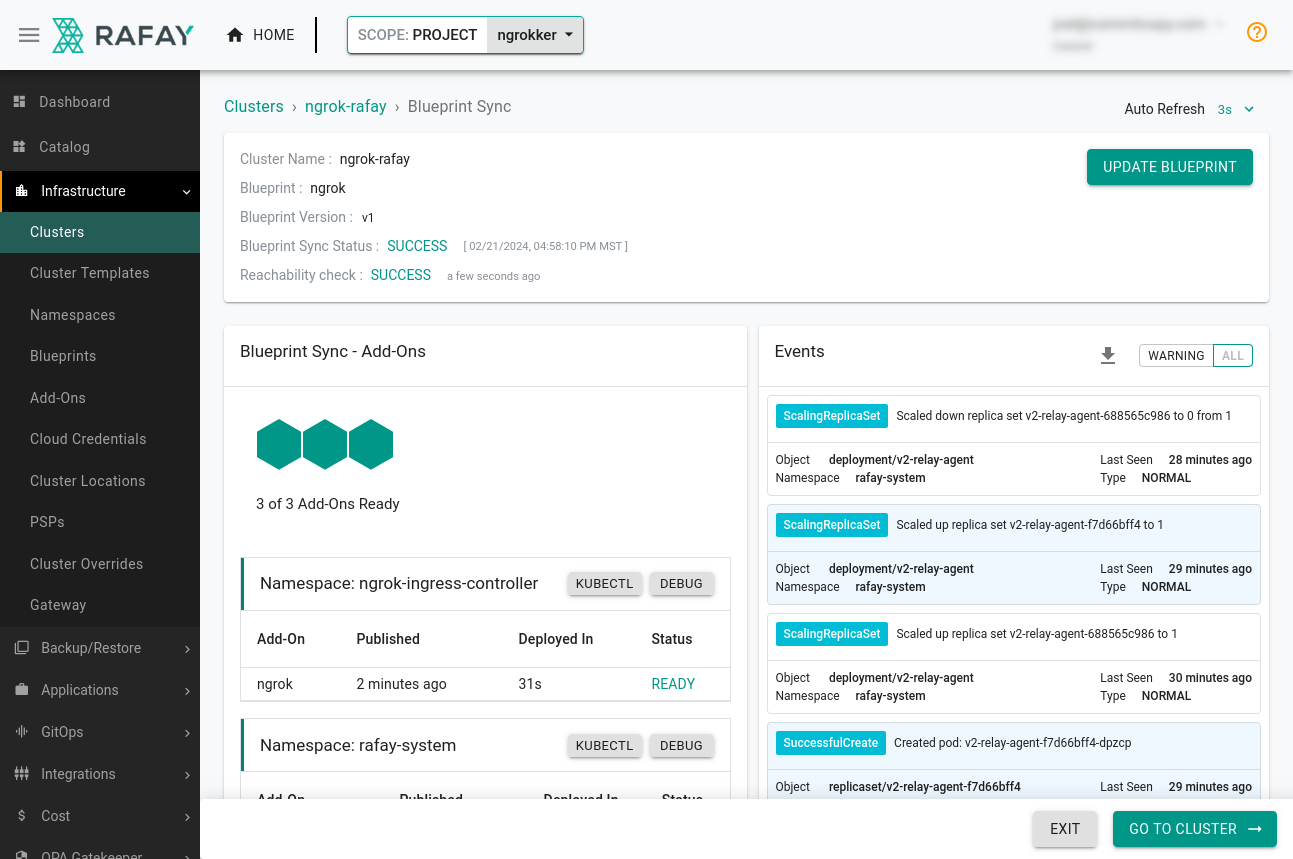 RAFAY
HOME
SCOPE: PROJECT ngrokker
Dashboard
Catalog
Infrastructure
Clusters
Cluster Templates
Namespaces
Blueprints
Add-Ons
Cloud Credentials
Cluster Locations
PSPs
Cluster Overrides
Gateway
Backup/Restore
Applications
GitOps
Integrations
$ Cost
OPA Gatekeeper
Clusters › ngrok-rafay › Blueprint Sync
Auto Refresh 3s
Cluster Name : ngrok-rafay
UPDATE BLUEPRINT
Blueprint : ngrok
Blueprint Version : v1
Blueprint Sync Status : SUCCESS [ 02/21/2024, 04:58:10 PM MST ]
Reachability check : SUCCESS a few seconds ago
Blueprint Sync - Add-Ons
3 of 3 Add-Ons Ready
Namespace: ngrok-ingress-controller KUBECTL DEBUG
Add-On Published Deployed In Status
ngrok 2 minutes ago 31s READY
Namespace: rafay-system KUBECTL DEBUG
Add-On Published Deployed In Status
Events WARNING ALL
ScalingReplicaSet Scaled down replica set v2-relay-agent-688565c986 to 0 from 1
Object deployment/v2-relay-agent Last Seen 28 minutes ago
Namespace rafay-system Type NORMAL
ScalingReplicaSet Scaled up replica set v2-relay-agent-f7d66bff4 to 1
Object deployment/v2-relay-agent Last Seen 29 minutes ago
Namespace rafay-system Type NORMAL
ScalingReplicaSet Scaled up replica set v2-relay-agent-688565c986 to 1
Object deployment/v2-relay-agent Last Seen 30 minutes ago
Namespace rafay-system Type NORMAL
SuccessfulCreate Created pod: v2-relay-agent-f7d66bff4-dpzcp
Object replicaset/v2-relay-agent-f7d66bff4 Last Seen 29 minutes ago
EXIT GO TO CLUSTER →